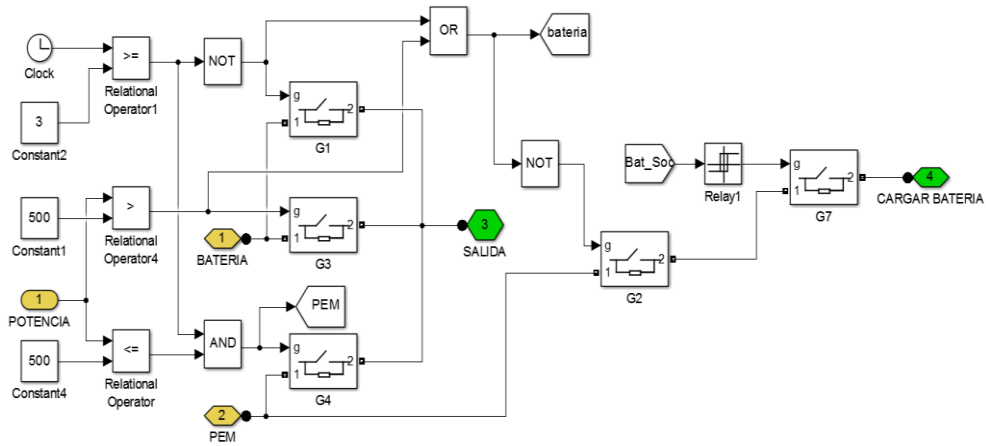 Clock
>=
Relational
Operator1
NOT
OR
bateria
3
Constant2
g
1
2
G1
NOT
Bat_Soc
Relay1
g
1
2
G7
4
CARGAR BATERIA
500
Constant1
>
Relational
Operator4
1
BATERIA
g
1
2
G3
3
SALIDA
g
1
2
G2
1
POTENCIA
PEM
500
Constant4
<=
Relational
Operator
AND
g
1
2
G4
2
PEM